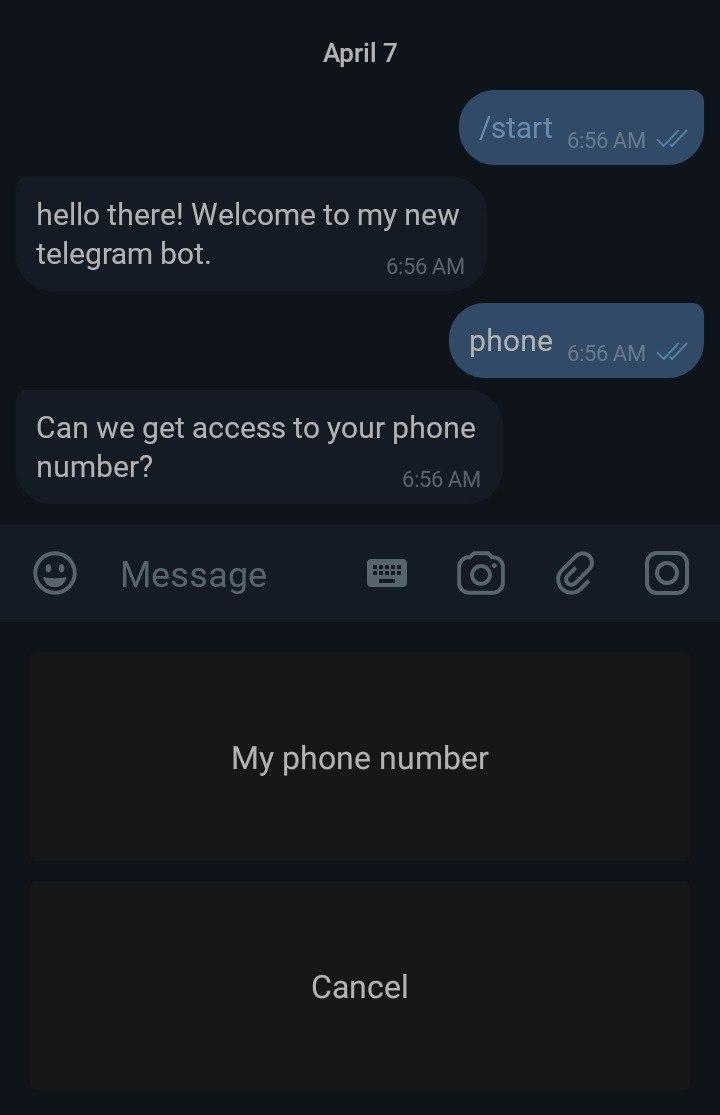 April 7
/start 6:56 AM
hello there! Welcome to my new
telegram bot. 6:56 AM
phone 6:56 AM
Can we get access to your phone
number? 6:56 AM
Message
My phone number
Cancel